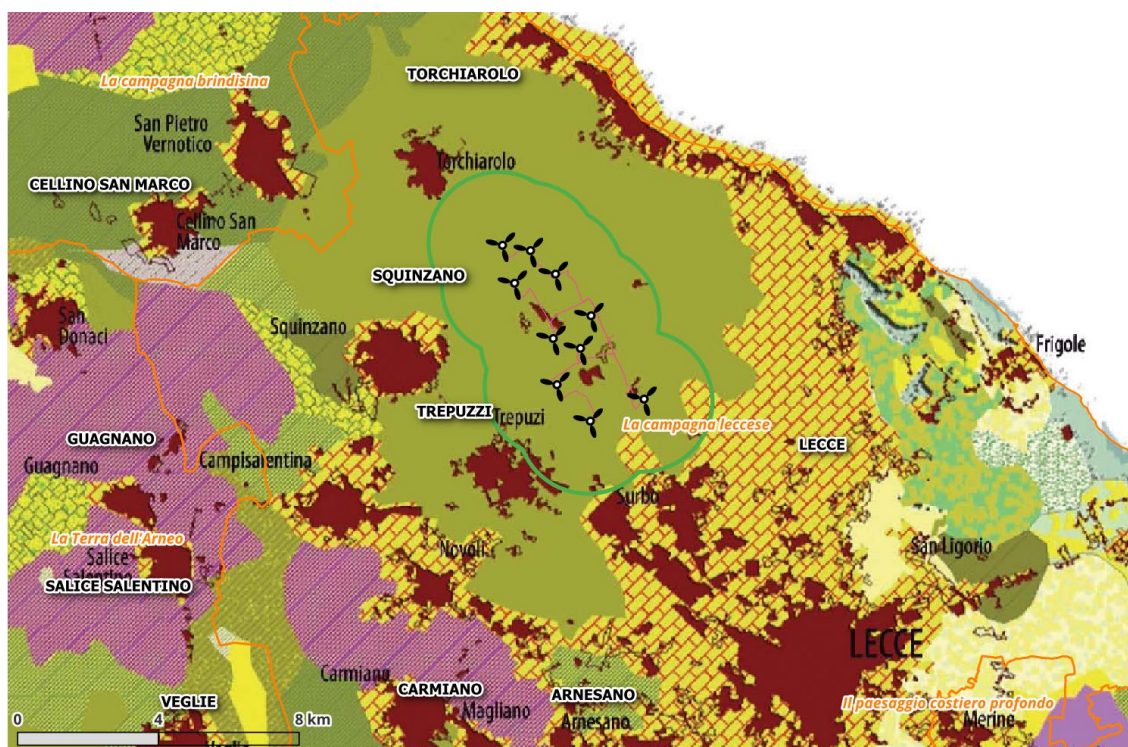 TORCHIAROLO
La campagna brindisina
San Pietro
Vernotico
Torchiarolo
CELLINO SAN MARCO
Cellino San
Marco
SQUINZANO
San
Donaci
Squinzano
Frigole
TREPUZZI
Trepuzi
La campagna leccese
GUAGNANO
LECCE
Guagnano
Campisalentina
Surbo
La Terra dell'Arneo
Novoli
San Ligorio
Salice
Salentino
SALICE SALENTINO
LECCE
Carmiano
CARMIANO
ARNESANO
Il paesaggio costiero profondo
VEGLIE
Magliano
Arnesano
Merine
0 4 8 km